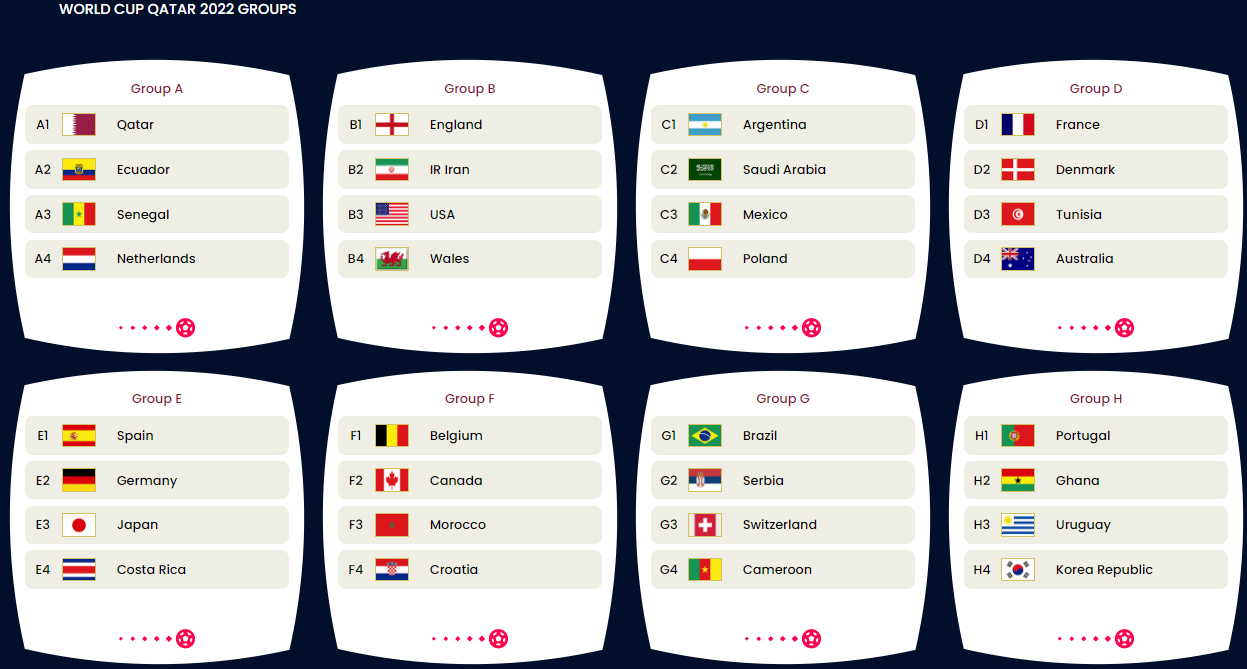 WORLD CUP QATAR 2022 GROUPS
Group A
A1 Qatar
A2 Ecuador
A3 Senegal
A4 Netherlands
Group B
B1 England
B2 IR Iran
B3 USA
B4 Wales
Group C
C1 Argentina
C2 Saudi Arabia
C3 Mexico
C4 Poland
Group D
D1 France
D2 Denmark
D3 Tunisia
D4 Australia
Group E
E1 Spain
E2 Germany
E3 Japan
E4 Costa Rica
Group F
F1 Belgium
F2 Canada
F3 Morocco
F4 Croatia
Group G
G1 Brazil
G2 Serbia
G3 Switzerland
G4 Cameroon
Group H
H1 Portugal
H2 Ghana
H3 Uruguay
H4 Korea Republic